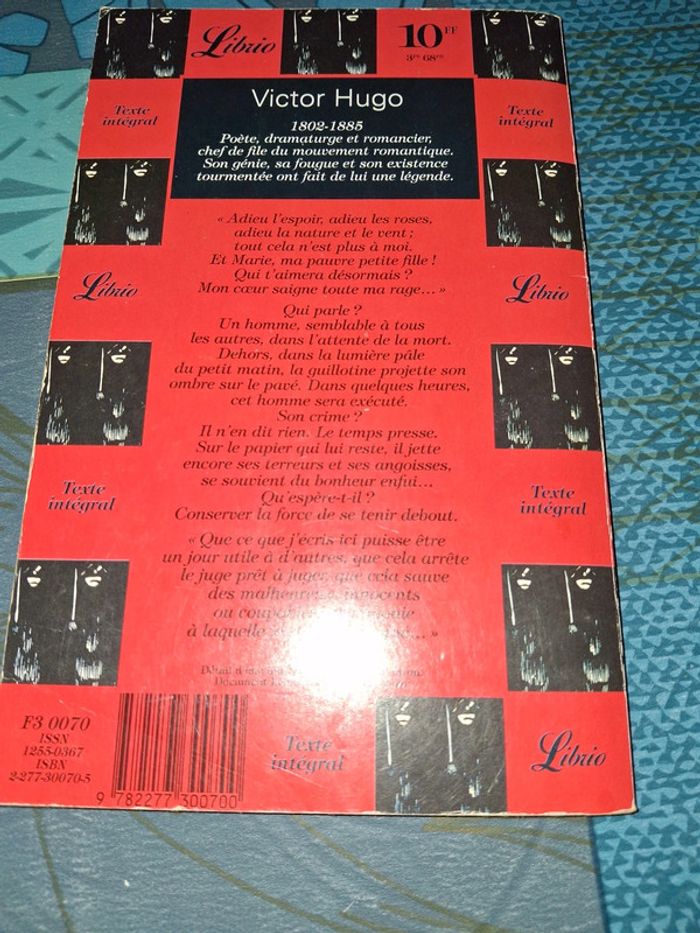 Librio
10 FF
Victor Hugo
1802-1885
Poète, dramaturge et romancier,
chef de file du mouvement romantique.
Son génie, sa fougue et son existence
tourmentée ont fait de lui une légende.
Texte
intégral
Texte
intégral
« Adieu l'espoir, adieu les roses,
adieu la nature et le vent ;
tout cela n'est plus à moi.
Et Marie, ma pauvre petite fille !
Qui t'aimera désormais ?
Mon cœur saigne toute ma rage... »
Librio
Librio
Qui parle ?
Un homme, semblable à tous
les autres, dans l'attente de la mort.
Dehors, dans la lumière pâle
du petit matin, la guillotine projette son
ombre sur le pavé. Dans quelques heures,
cet homme sera exécuté.
Son crime ?
Il n'en dit rien. Le temps presse.
Sur le papier qui lui reste, il jette
encore ses terreurs et ses angoisses,
se souvient du bonheur enfui...
Qu'espère-t-il ?
Conserver la force de se tenir debout.
Texte
intégral
Texte
intégral
« Que ce que j'écris ici puisse être
un jour utile à d'autres, que cela arrête
le juge prêt à juger, que cela sauve
des malheureux, innocents
ou
à laquelle
Document
F3 0070
ISSN
1255-0367
ISBN
2-277-30070-5
9 782277 300700
Texte
intégral
Librio